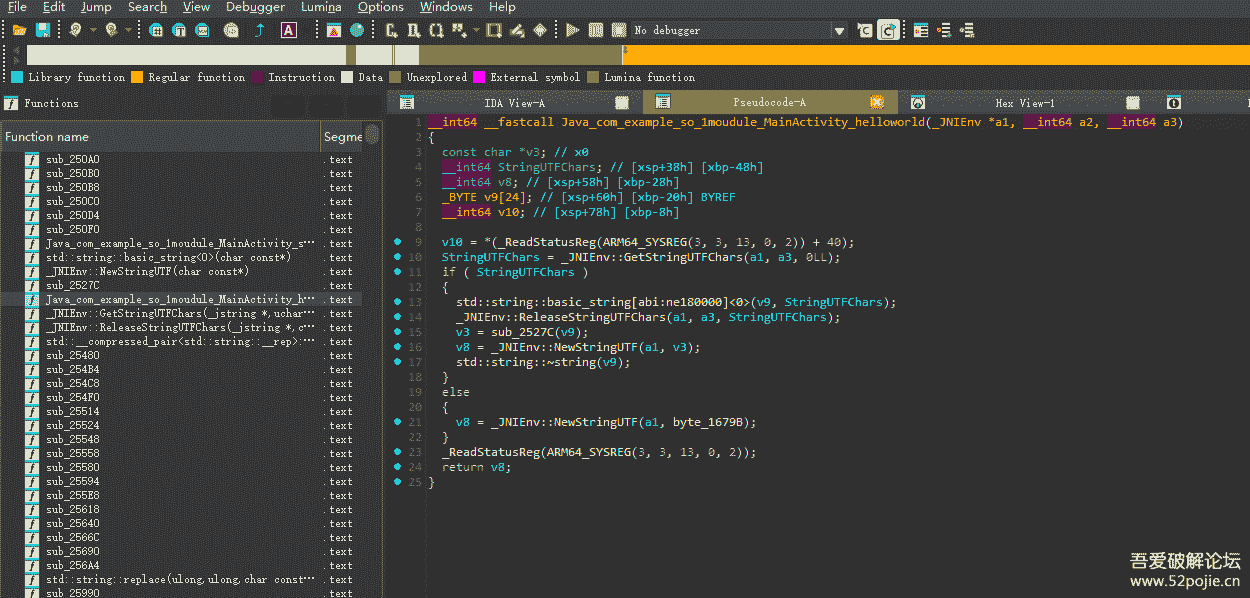 File Edit Jump Search View Debugger Lumina Options Windows Help
No debugger
Library function Regular function Instruction Data Unexplored External symbol Lumina function
Functions
Function name Segme
sub_250A0 .text
sub_250B0 .text
sub_250B8 .text
sub_250C0 .text
sub_250D4 .text
sub_250F0 .text
Java_com_example_so_1moudule_MainActivity_s⋯ .text
std::string::basic_string<0>(char const*) .text
_JNIEnv::NewStringUTF(char const*) .text
sub_2527C .text
Java_com_example_so_1moudule_MainActivity_h⋯ .text
_JNIEnv::GetStringUTFChars(_jstring *,uchar⋯ .text
_JNIEnv::ReleaseStringUTFChars(_jstring *,c⋯ .text
std::__compressed_pair<std::string::__rep>:⋯ .text
sub_25480 .text
sub_254B4 .text
sub_254C8 .text
sub_254F0 .text
sub_25514 .text
sub_25524 .text
sub_25548 .text
sub_25558 .text
sub_25580 .text
sub_25594 .text
sub_255E8 .text
sub_25618 .text
sub_25640 .text
sub_2566C .text
sub_25690 .text
sub_256A4 .text
std::string::replace(ulong,ulong,char const⋯ .text
sub_25990 .text
IDA View-A Pseudocode-A Hex View-1
1 __int64 __fastcall Java_com_example_so_1moudule_MainActivity_helloworld(_JNIEnv *a1, __int64 a2, __int64 a3)
2 {
3 const char *v3; // x0
4 __int64 StringUTFChars; // [xsp+38h] [xbp-48h]
5 __int64 v8; // [xsp+58h] [xbp-28h]
6 _BYTE v9[24]; // [xsp+60h] [xbp-20h] BYREF
7 __int64 v10; // [xsp+78h] [xbp-8h]
8
9 v10 = *(_ReadStatusReg(ARM64_SYSREG(3, 3, 13, 0, 2)) + 40);
10 StringUTFChars = _JNIEnv::GetStringUTFChars(a1, a3, 0LL);
11 if ( StringUTFChars )
12 {
13 std::string::basic_string[abi:ne180000]<0>(v9, StringUTFChars);
14 _JNIEnv::ReleaseStringUTFChars(a1, a3, StringUTFChars);
15 v3 = sub_2527C(v9);
16 v8 = _JNIEnv::NewStringUTF(a1, v3);
17 std::string::~string(v9);
18 }
19 else
20 {
21 v8 = _JNIEnv::NewStringUTF(a1, byte_1679B);
22 }
23 _ReadStatusReg(ARM64_SYSREG(3, 3, 13, 0, 2));
24 return v8;
25 }
吾爱破解论坛
www.52pojie.cn